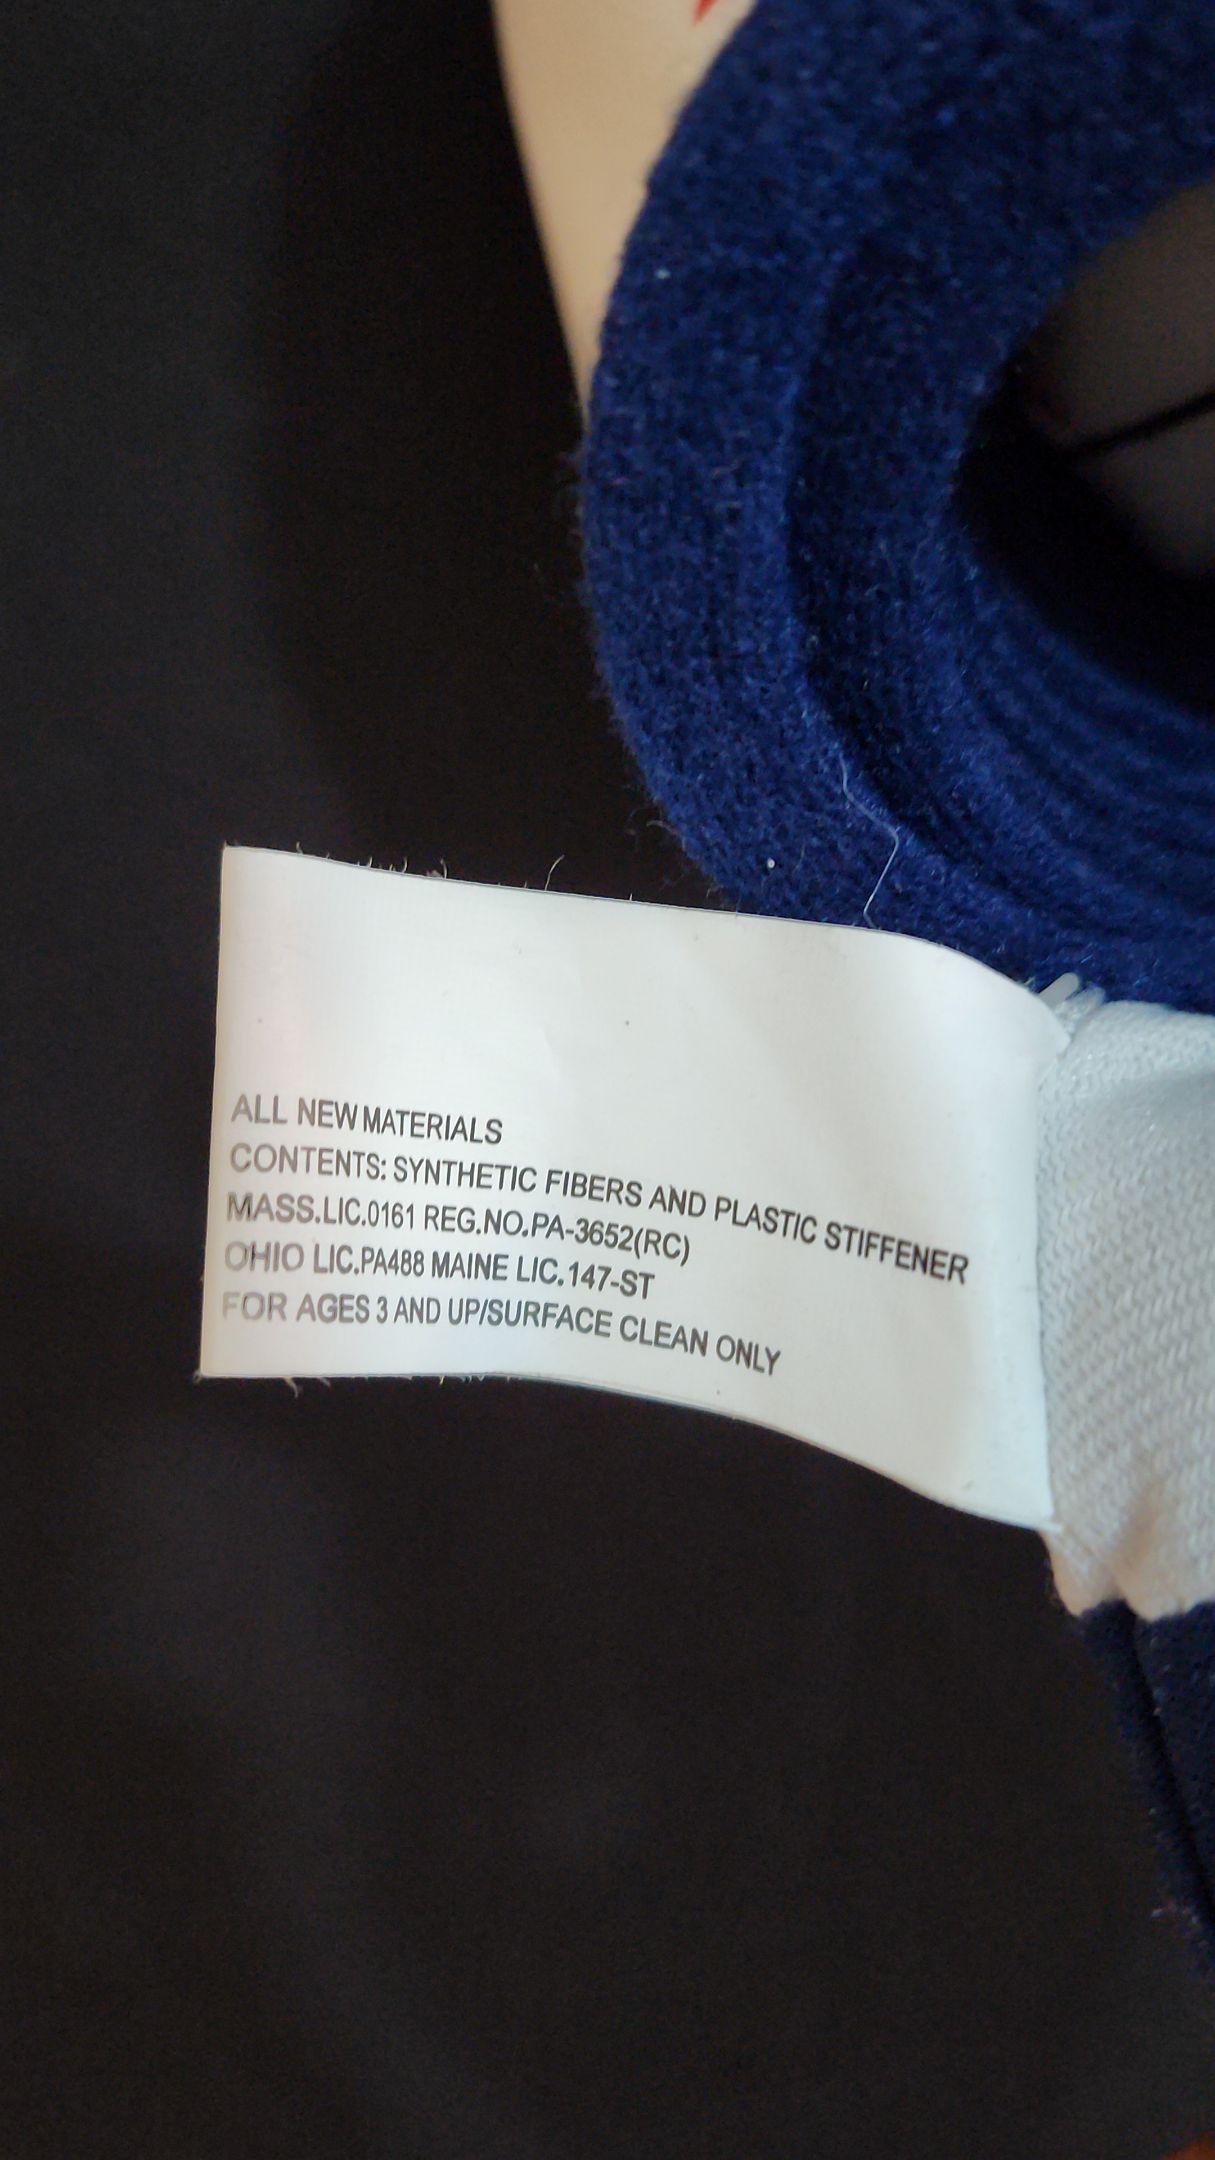 ALL NEW MATERIALS
CONTENTS: SYNTHETIC FIBERS AND PLASTIC STIFFENER
MASS.LIC.0161 REG.NO.PA-3652(RC)
OHIO LIC.PA488 MAINE LIC.147-ST
FOR AGES 3 AND UP/SURFACE CLEAN ONLY